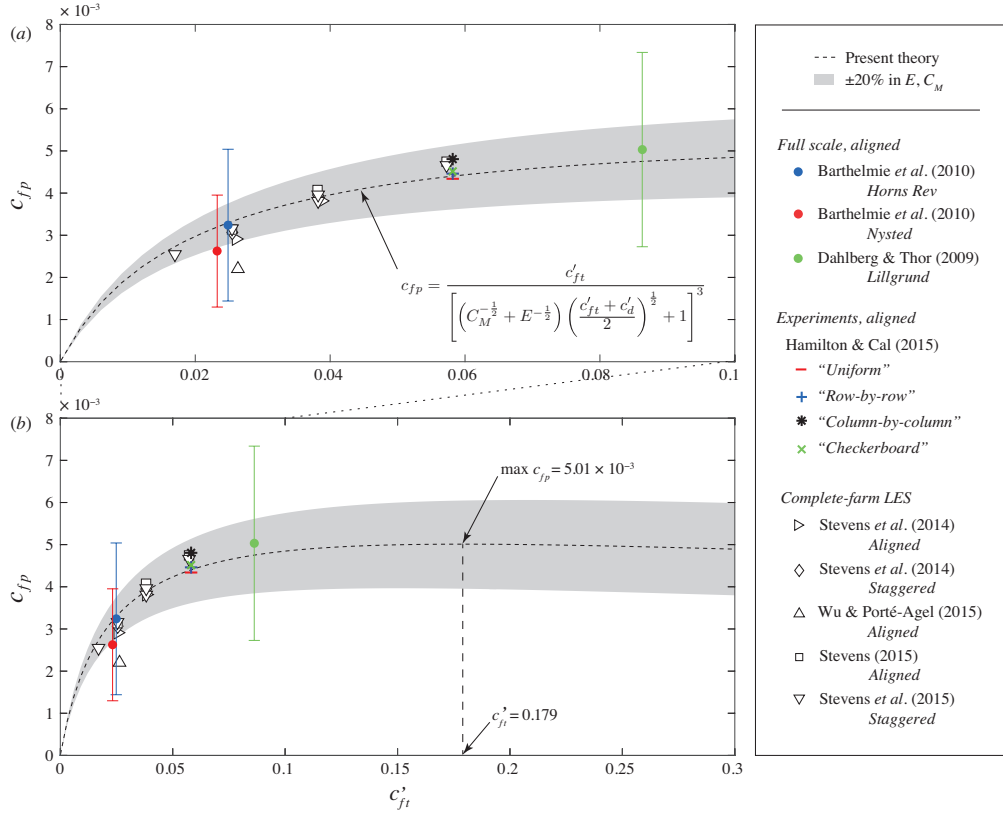 (a)
× 10⁻³
8
7
6
5
4
3
2
1
0
c_fp
0 0.02 0.04 0.06 0.08 0.1
c_fp = c'_ft / [(C_M^{-1/2} + E^{-1/2}) ((c'_ft + c'_d)/2)^{1/2} + 1]^3
(b)
× 10⁻³
8
7
6
5
4
3
2
1
0
c_fp
max c_fp = 5.01 × 10⁻³
c_ft' = 0.179
0 0.05 0.1 0.15 0.2 0.25 0.3
c'_ft
Present theory
±20% in E, C_M
Full scale, aligned
Barthelmie et al. (2010)
Horns Rev
Barthelmie et al. (2010)
Nysted
Dahlberg & Thor (2009)
Lillgrund
Experiments, aligned
Hamilton & Cal (2015)
“Uniform”
“Row-by-row”
“Column-by-column”
“Checkerboard”
Complete-farm LES
Stevens et al. (2014)
Aligned
Stevens et al. (2014)
Staggered
Wu & Porté-Agel (2015)
Aligned
Stevens (2015)
Aligned
Stevens et al. (2015)
Staggered